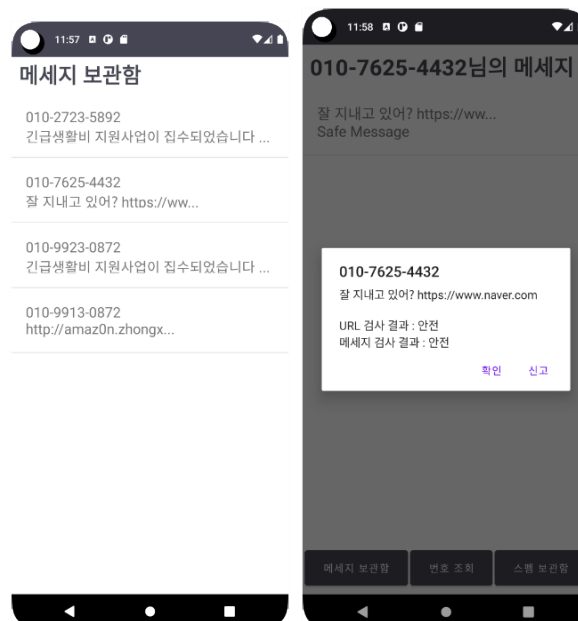 11:57
메세지 보관함
010-2723-5892
긴급생활비 지원사업이 집수되었습니다 ...
010-7625-4432
잘 지내고 있어? https://ww...
010-9923-0872
긴급생활비 지원사업이 집수되었습니다 ...
010-9913-0872
http://amaz0n.zhongx...
11:58
010-7625-4432님의 메세지
잘 지내고 있어? https://ww...
Safe Message
010-7625-4432
잘 지내고 있어? https://www.naver.com
URL 검사 결과 : 안전
메세지 검사 결과 : 안전
확인 신고
메세지 보관함 번호 조회 스펨 보관함